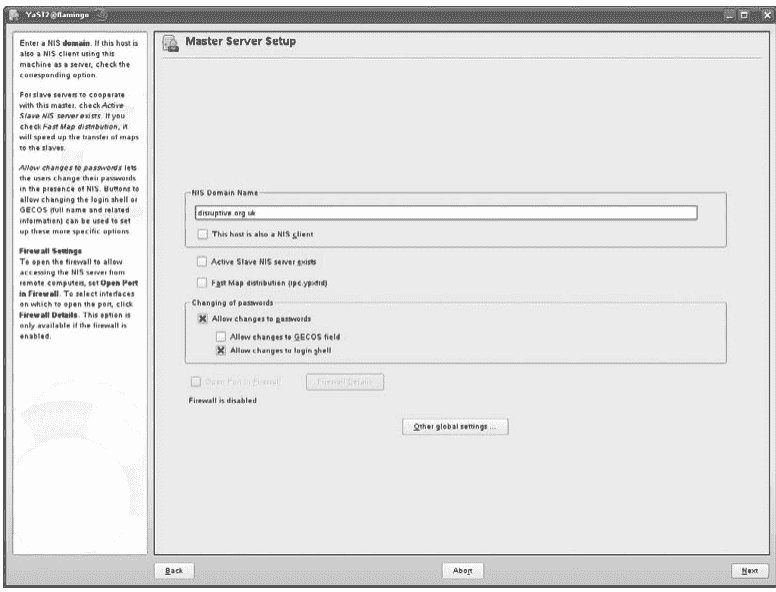 YaST2@flamingo
Enter a NIS domain. If this host is
also a NIS client using this
machine as a server, check the
corresponding option.
For slave servers to cooperate
with this master, check Active
Slave NIS server exists. If you
check Fast Map distribution, it
will speed up the transfer of maps
to the slaves.
Allow changes to passwords lets
the users change their passwords
in the presence of NIS. Buttons to
allow changing the login shell or
GECOS (full name and related
information) can be used to set
up these more specific options.
Firewall Settings
To open the firewall to allow
accessing the NIS server from
remote computers, set Open Port
in Firewall. To select interfaces
on which to open the port, click
Firewall Details. This option is
only available if the firewall is
enabled.
Master Server Setup
NIS Domain Name
disruptive.org.uk
This host is also a NIS client
Active Slave NIS server exists
Fast Map distribution (rpc.ypxfrd)
Changing of passwords
Allow changes to passwords
Allow changes to GECOS field
Allow changes to login shell
Open Port in Firewall
Firewall Details
Firewall is disabled
Other global settings ...
Back
Abort
Next